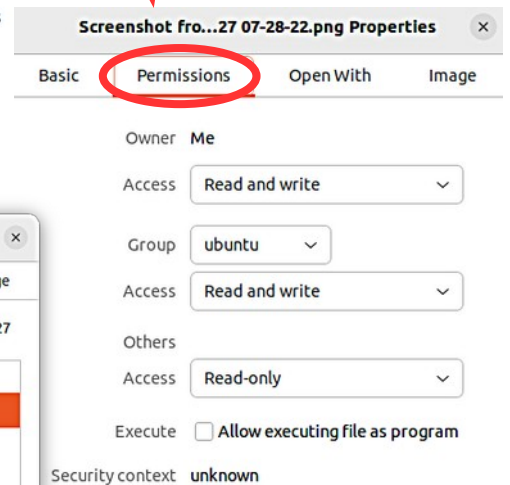 Screenshot fro...27 07-28-22.png Properties ×
Basic Permissions Open With Image
Owner Me
Access Read and write
Group ubuntu
Access Read and write
Others
Access Read-only
Execute Allow executing file as program
Security context unknown
×
ge
27